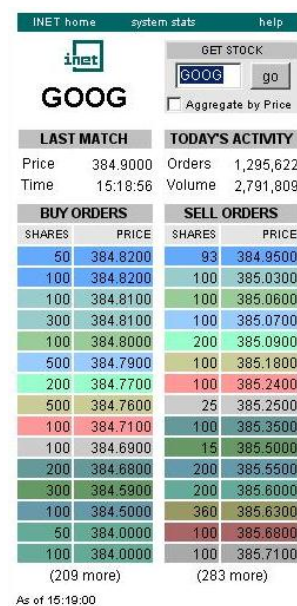 INET home system stats help
inet
GOOG
GET STOCK
GOOG go
Aggregate by Price
LAST MATCH TODAY'S ACTIVITY
Price 384.9000 Orders 1,295,622
Time 15:18:56 Volume 2,791,809
BUY ORDERS SELL ORDERS
SHARES PRICE SHARES PRICE
50 384.8200 93 384.9500
100 384.8200 100 385.0300
100 384.8100 100 385.0600
300 384.8100 100 385.0700
100 384.8000 200 385.0900
500 384.7900 100 385.1800
200 384.7700 100 385.2400
500 384.7600 25 385.2500
100 384.7100 100 385.3500
100 384.6900 15 385.5000
200 384.6800 200 385.5500
300 384.5900 200 385.6000
100 384.5000 360 385.6300
50 384.0000 100 385.6800
100 384.0000 100 385.7100
(209 more) (283 more)
As of 15:19:00